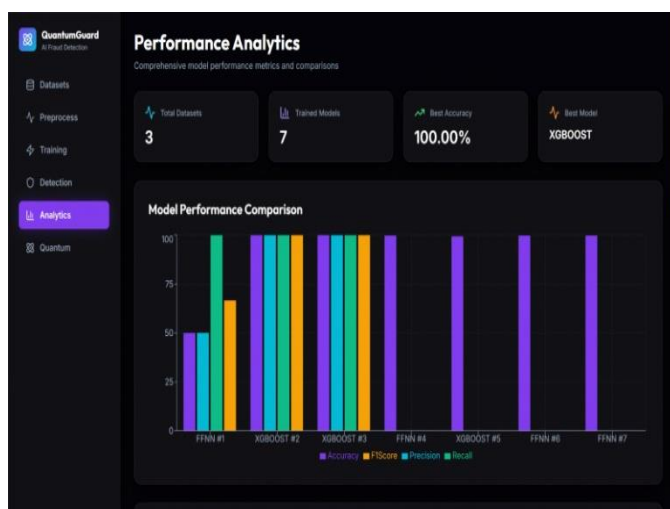 QuantumGuard
AI Fraud Detection
Datasets
Preprocess
Training
Detection
Analytics
Quantum
Performance Analytics
Comprehensive model performance metrics and comparisons
Total Datasets
3
Trained Models
7
Best Accuracy
100.00%
Best Model
XGBOOST
Model Performance Comparison
100
75
50
25
0
FFNN #1 XGBOOST #2 XGBOOST #3 FFNN #4 XGBOOST #5 FFNN #6 FFNN #7
Accuracy F1Score Precision Recall